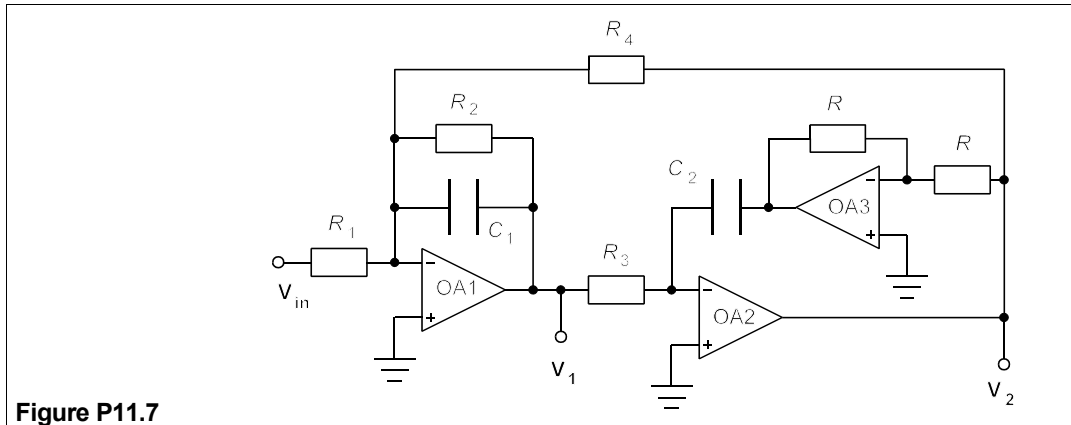 R4
R2
R
R
C2
OA3
-
+
R1
C1
R3
Vin
-
OA1
+
-
OA2
+
V1
V2
Figure P11.7